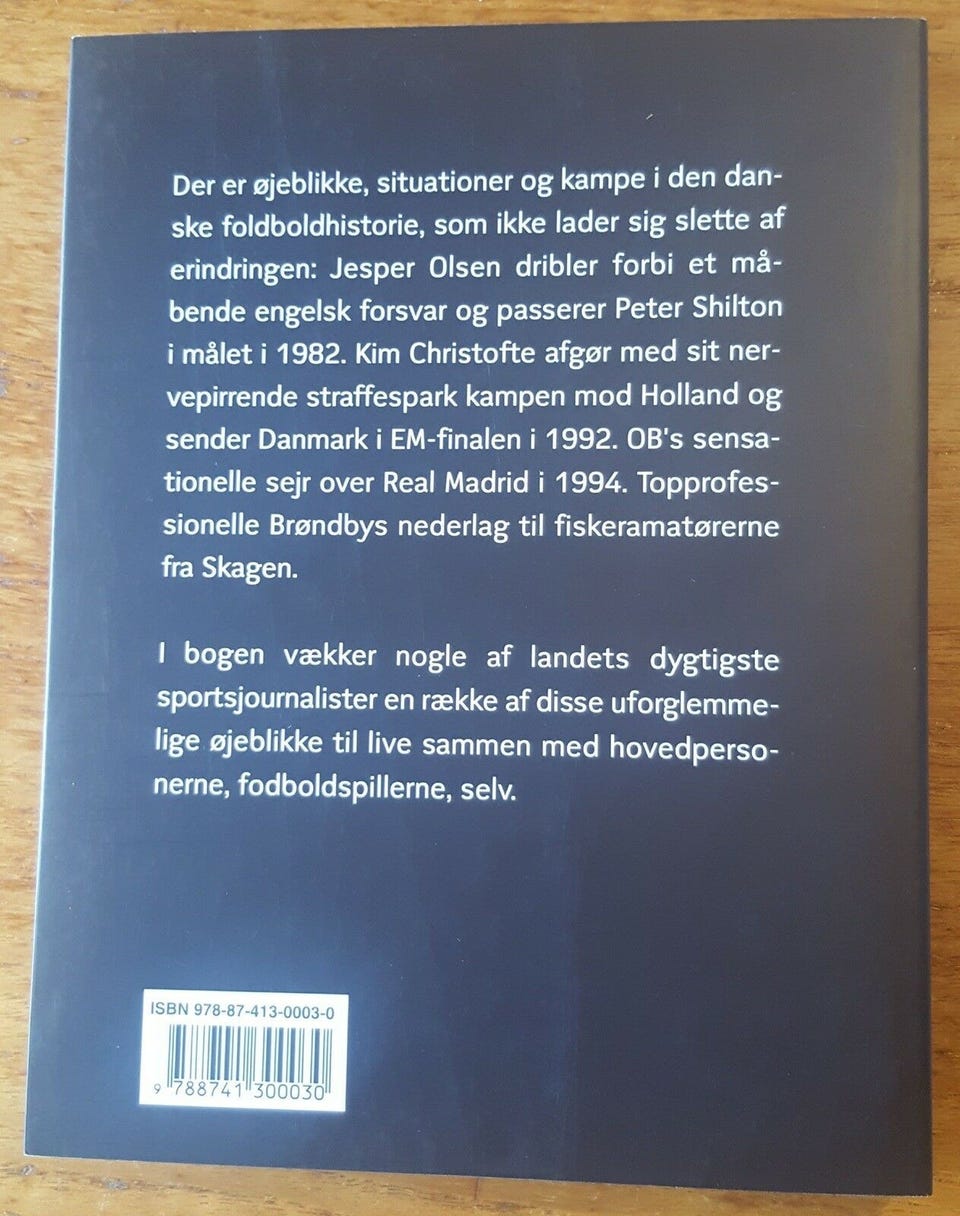 Der er øjeblikke, situationer og kampe i den dan-
ske foldboldhistorie, som ikke lader sig slette af
erindringen: Jesper Olsen dribler forbi et må-
bende engelsk forsvar og passerer Peter Shilton
i målet i 1982. Kim Christofte afgør med sit ner-
vepirrende straffespark kampen mod Holland og
sender Danmark i EM-finalen i 1992. OB's sensa-
tionelle sejr over Real Madrid i 1994. Topprofes-
sionelle Brøndbys nederlag til fiskeramatørerne
fra Skagen.
I bogen vækker nogle af landets dygtigste
sportsjournalister en række af disse uforglemme-
lige øjeblikke til live sammen med hovedperso-
nerne, fodboldspillerne, selv.
ISBN 978-87-413-0003-0
9 788741 300030